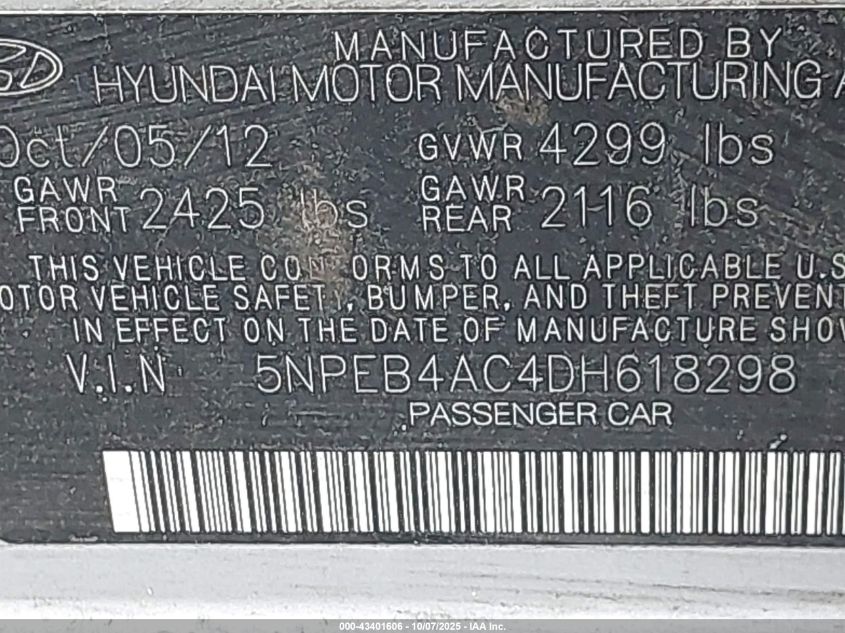 MANUFACTURED BY
HYUNDAI MOTOR MANUFACTURING A
Oct/05/12 GVWR 4299 lbs
GAWR FRONT 2425 lbs GAWR REAR 2116 lbs
THIS VEHICLE CON ORMS TO ALL APPLICABLE U.S
OTOR VEHICLE SAFETY, BUMPER, AND THEFT PREVENT
IN EFFECT ON THE DATE OF MANUFACTURE SHOW
V.I.N 5NPEB4AC4DH618298
PASSENGER CAR
000-43401606 - 10/07/2025 - IAA Inc.